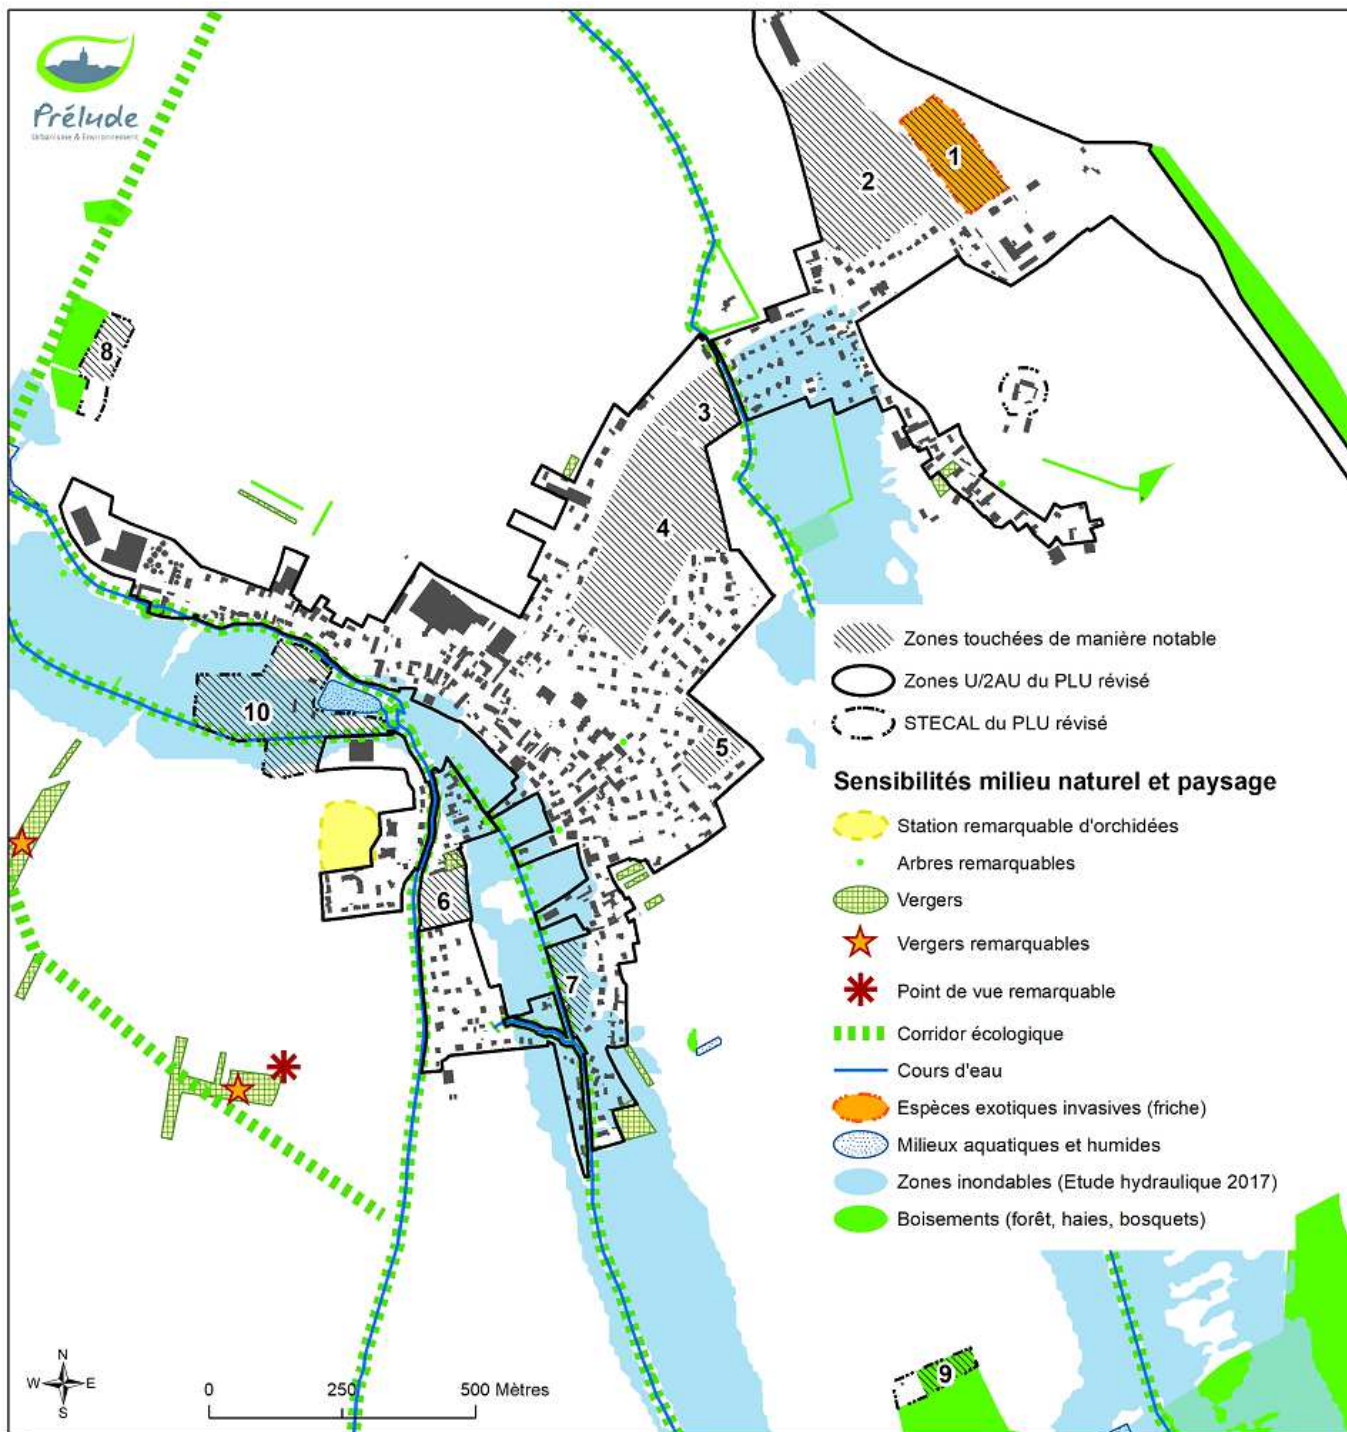 Prélude
Urbanisme & Environnement
1
2
8
3
4
10
5
6
7
9
Zones touchées de manière notable
Zones U/2AU du PLU révisé
STECAL du PLU révisé
Sensibilités milieu naturel et paysage
Station remarquable d'orchidées
Arbres remarquables
Vergers
Vergers remarquables
Point de vue remarquable
Corridor écologique
Cours d'eau
Espèces exotiques invasives (friche)
Milieux aquatiques et humides
Zones inondables (Etude hydraulique 2017)
Boisements (forêt, haies, bosquets)
N
W E
S
0 250 500 Mètres